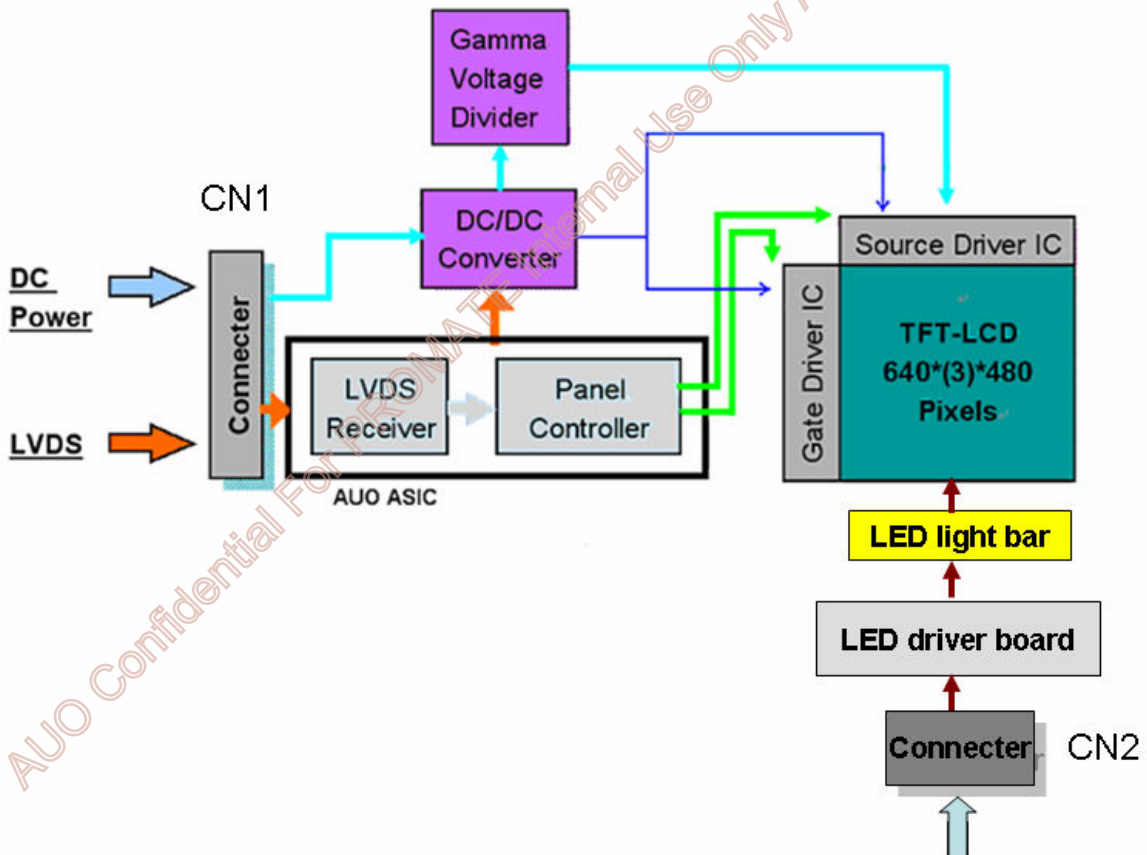 Gamma
Voltage
Divider
CN1
DC/DC
Converter
DC
Power
Connecter
LVDS
LVDS
Receiver
Panel
Controller
AUO ASIC
Source Driver IC
Gate Driver IC
TFT-LCD
640*(3)*480
Pixels
LED light bar
LED driver board
Connecter
CN2
AUO Confidential For PROMATE Internal Use Only /